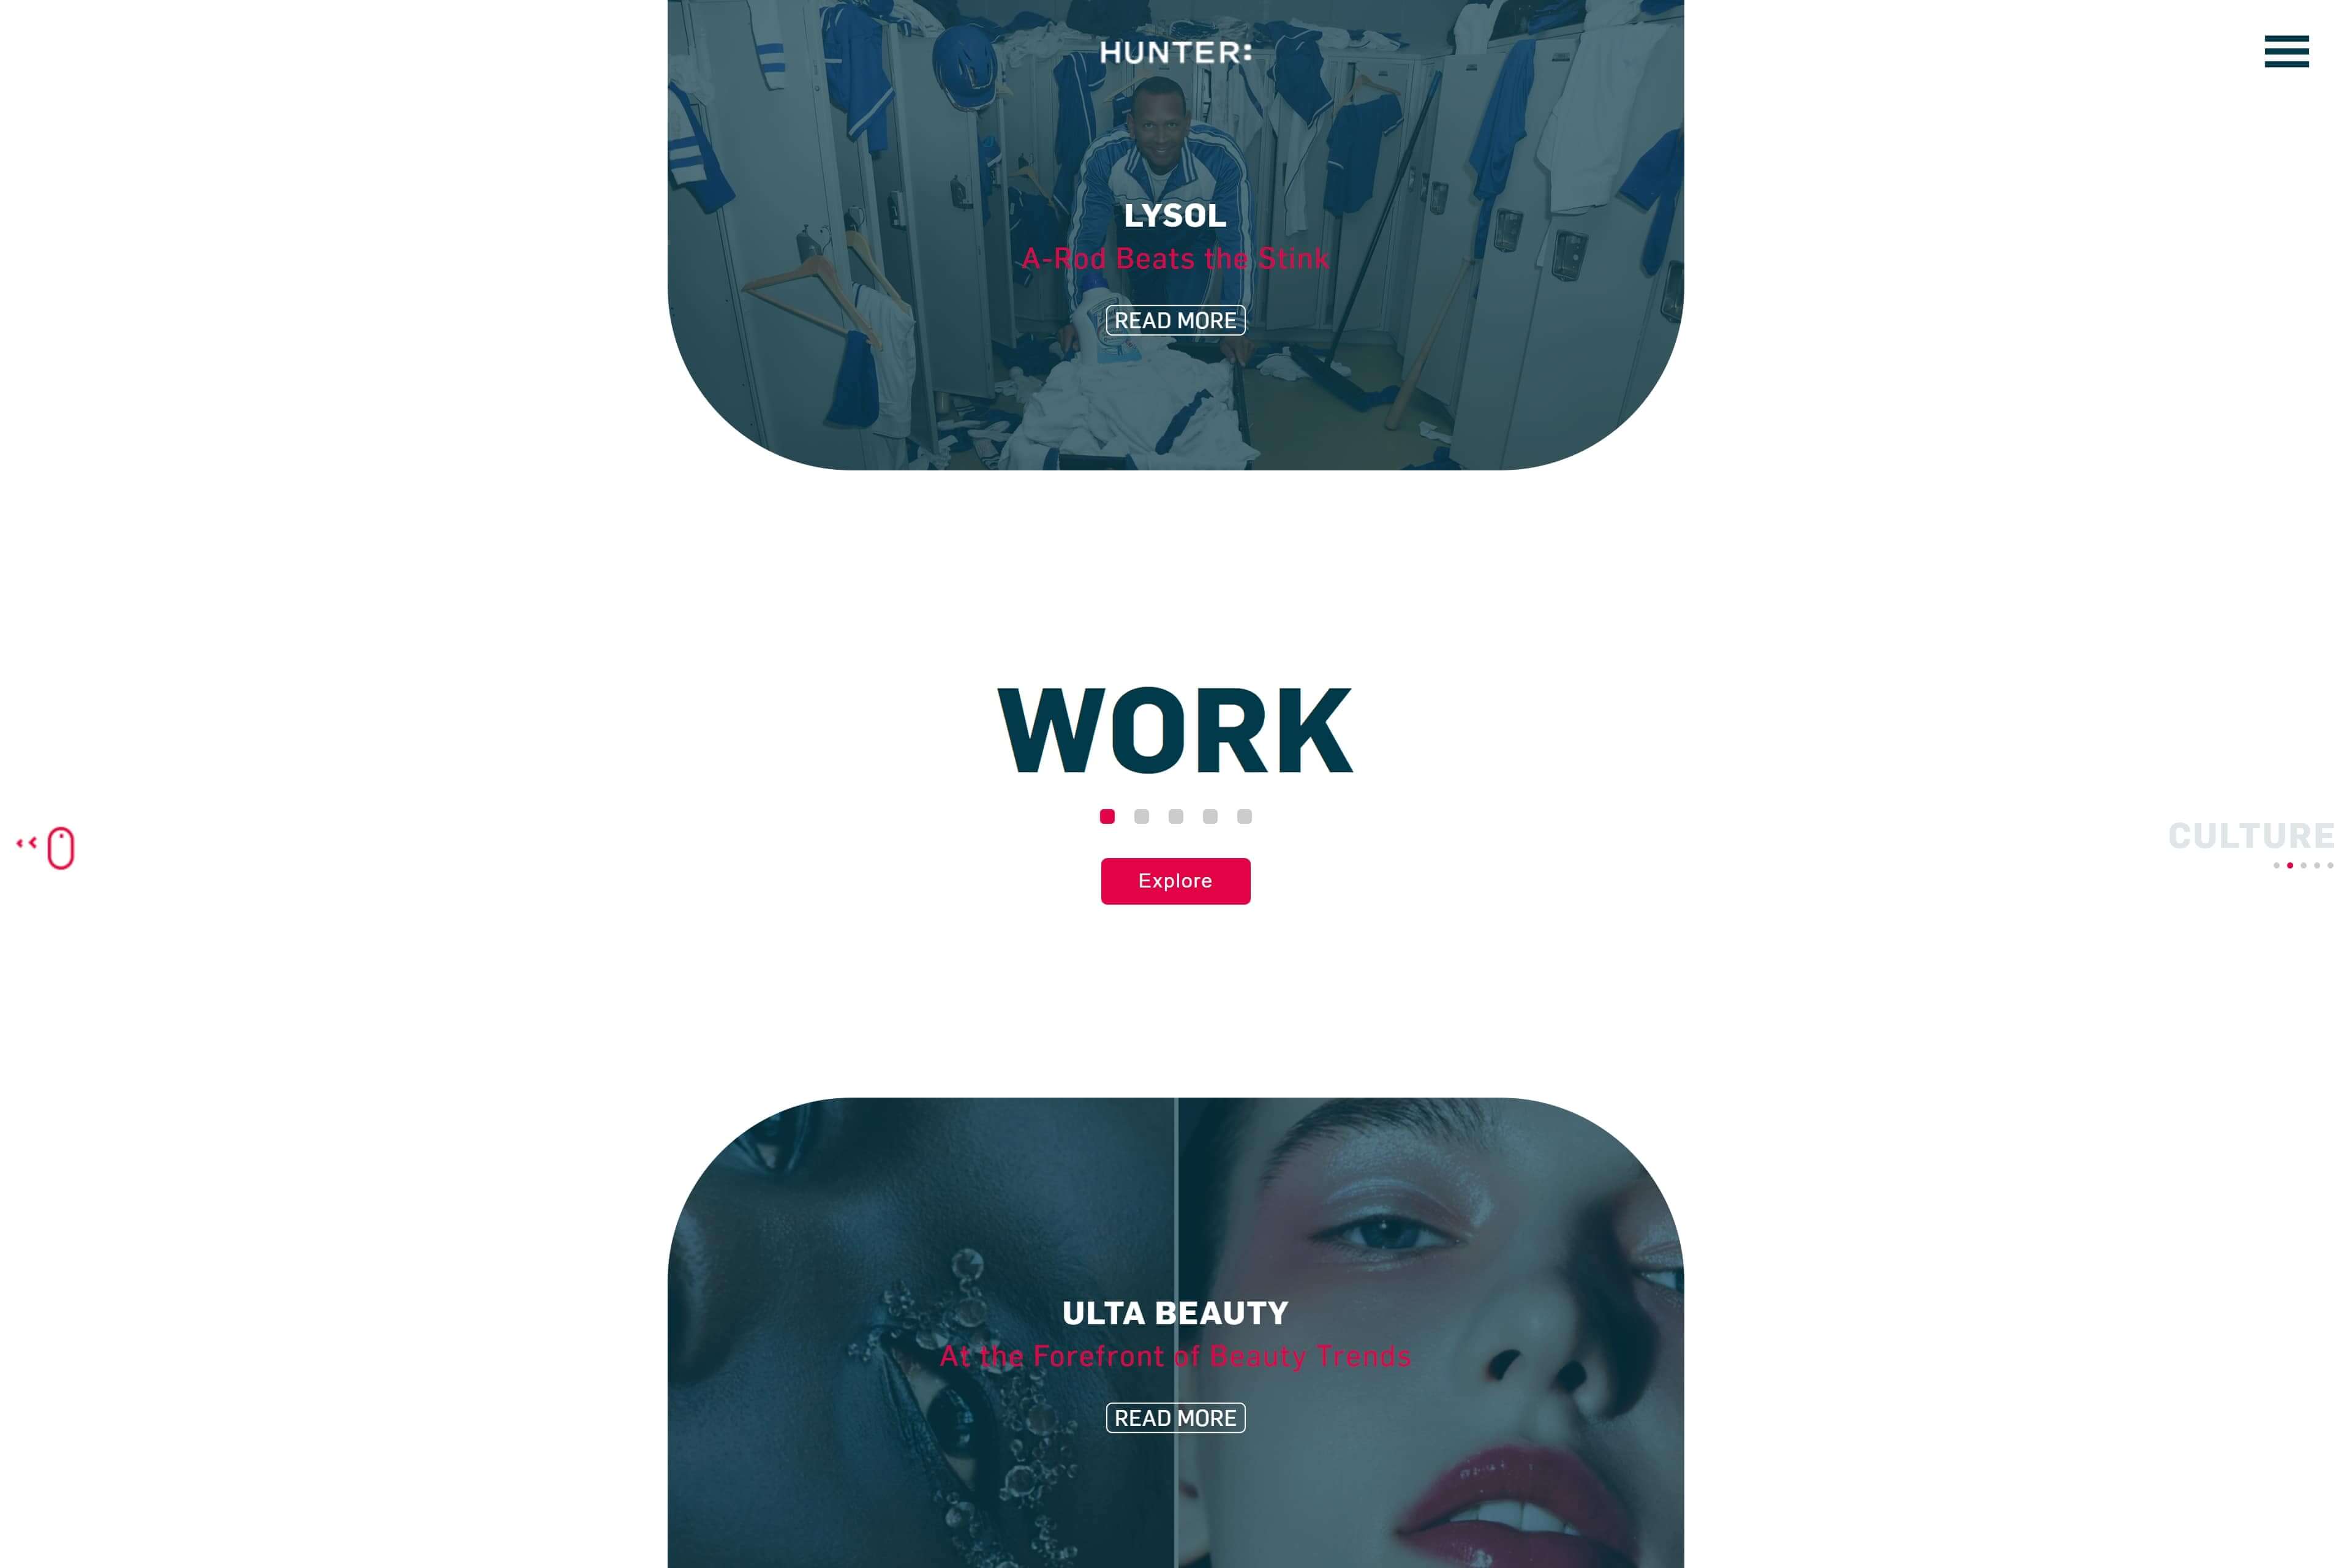 HUNTER:
LYSOL
A-Rod Beats the Stink
READ MORE
WORK
Explore
CULTURE
ULTA BEAUTY
At the Forefront of Beauty Trends
READ MORE